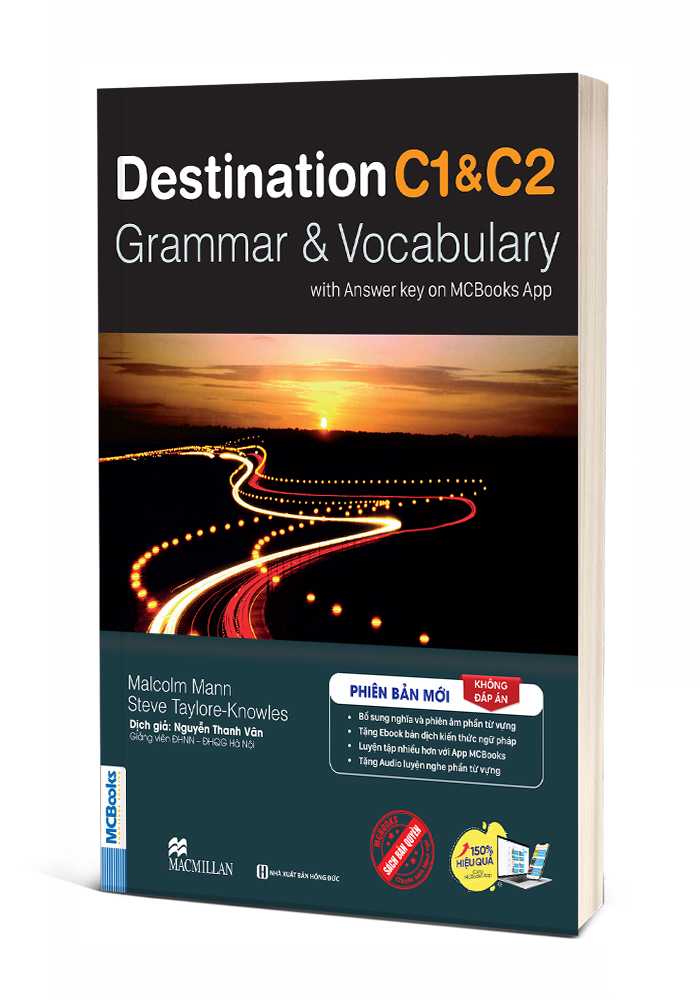 Destination C1&C2
Grammar & Vocabulary
with Answer key on MCBooks App
Malcolm Mann
Steve Taylore-Knowles
Dịch giả: Nguyễn Thanh Vân
Giảng viên ĐHNN – ĐHQG Hà Nội
PHIÊN BẢN MỚI
KHÔNG
ĐÁP ÁN
• Bổ sung nghĩa và phiên âm phần từ vựng
• Tặng Ebook bản dịch kiến thức ngữ pháp
• Luyện tập nhiều hơn với App MCBooks
• Tặng Audio luyện nghe phần từ vựng
MCBooks
MACMILLAN
NHÀ XUẤT BẢN HỒNG ĐỨC
MCBOOKS
SÁCH BẢN QUYỀN
150%
HIỆU QUẢ
CÙNG
MCBooks App